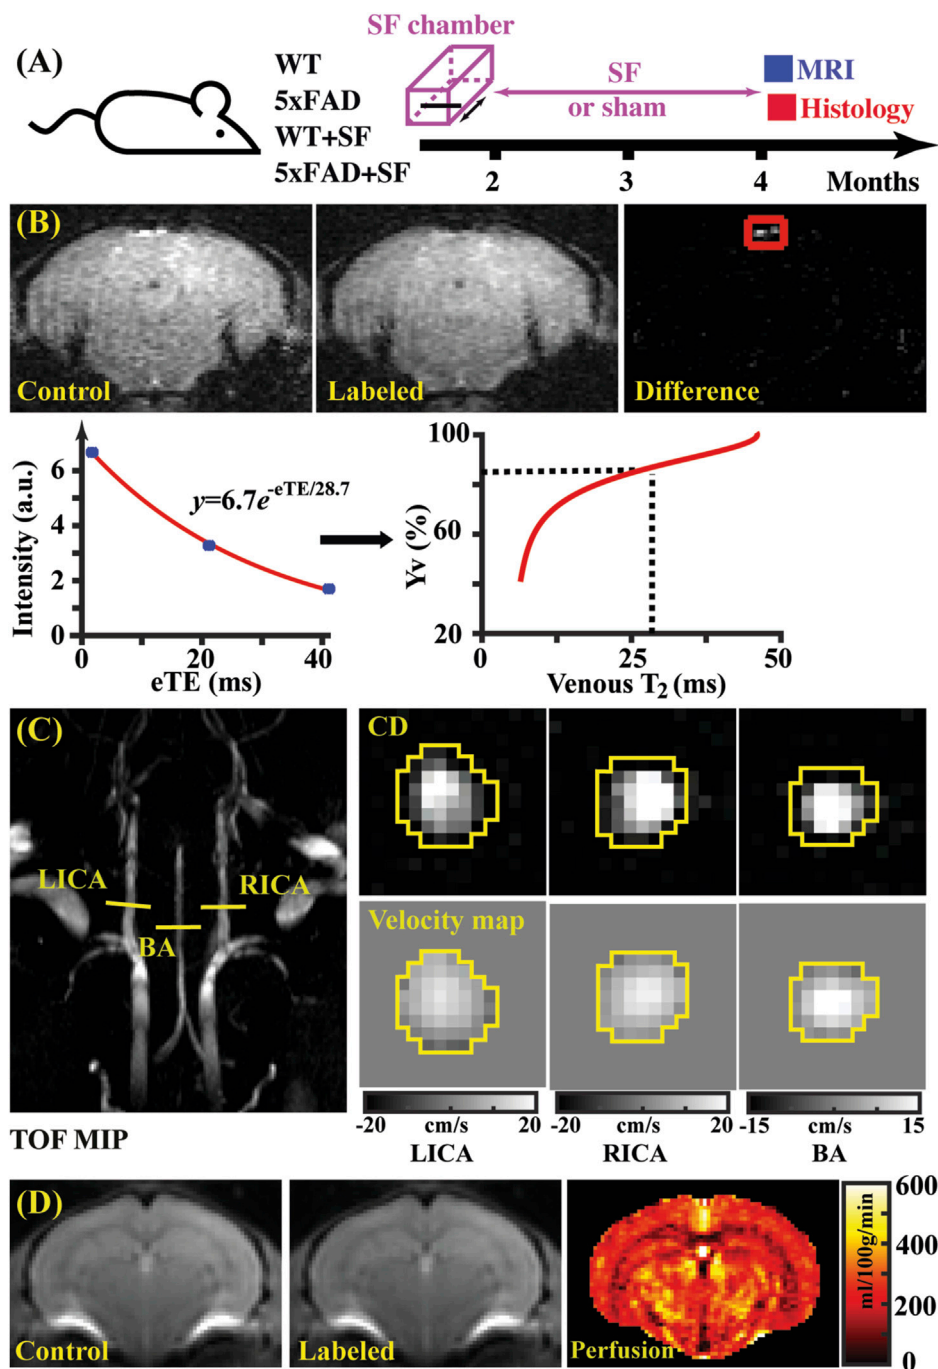 (A)
WT
5xFAD
WT+SF
5xFAD+SF
SF chamber
SF
or sham
MRI
Histology
2
3
4
Months
(B)
Control
Labeled
Difference
Intensity (a.u.)
6
4
2
0
y=6.7e-eTE/28.7
0
20
40
eTE (ms)
Yv (%)
100
60
20
0
25
50
Venous T2 (ms)
(C)
LICA
RICA
BA
TOF MIP
CD
Velocity map
-20 cm/s 20
LICA
-20 cm/s 20
RICA
-15 cm/s 15
BA
(D)
Control
Labeled
Perfusion
600
400
200
0
ml/100g/min